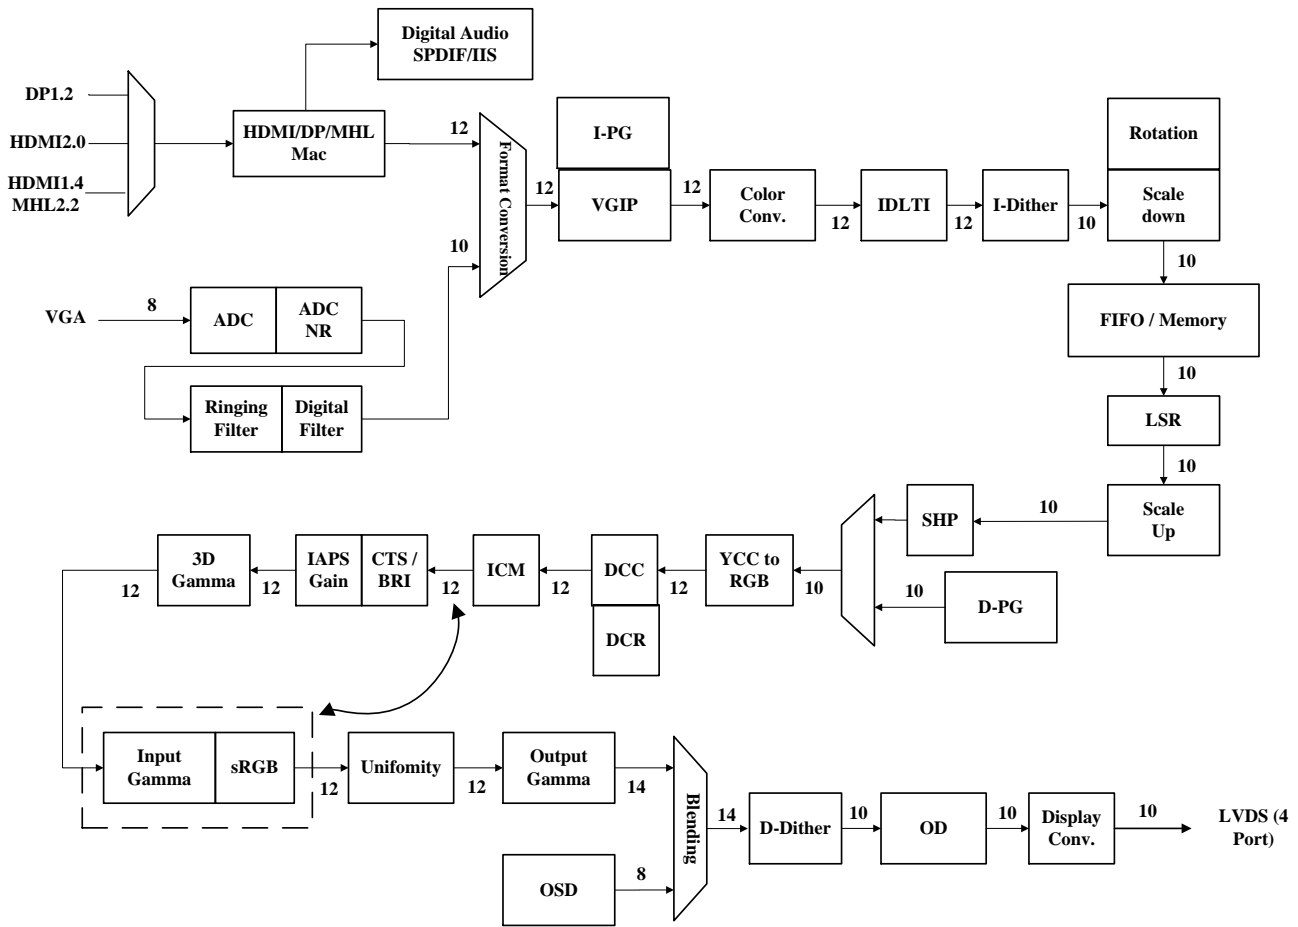 Digital Audio
SPDIF/IIS
DP1.2
HDMI2.0
HDMI1.4
MHL2.2
HDMI/DP/MHL
Mac
12
Format Conversion
12
I-PG
VGIP
12
Color
Conv.
12
IDLTI
12
I-Dither
10
Rotation
Scale
down
10
VGA
8
ADC
ADC
NR
10
Ringing
Filter
Digital
Filter
FIFO / Memory
10
LSR
10
Scale
Up
10
SHP
10
D-PG
10
YCC to
RGB
12
DCC
DCR
12
ICM
12
CTS /
BRI
IAPS
Gain
12
3D
Gamma
12
Input
Gamma
sRGB
12
Unifomity
12
Output
Gamma
14
OSD
8
Blending
14
D-Dither
10
OD
10
Display
Conv.
10
LVDS (4
Port)